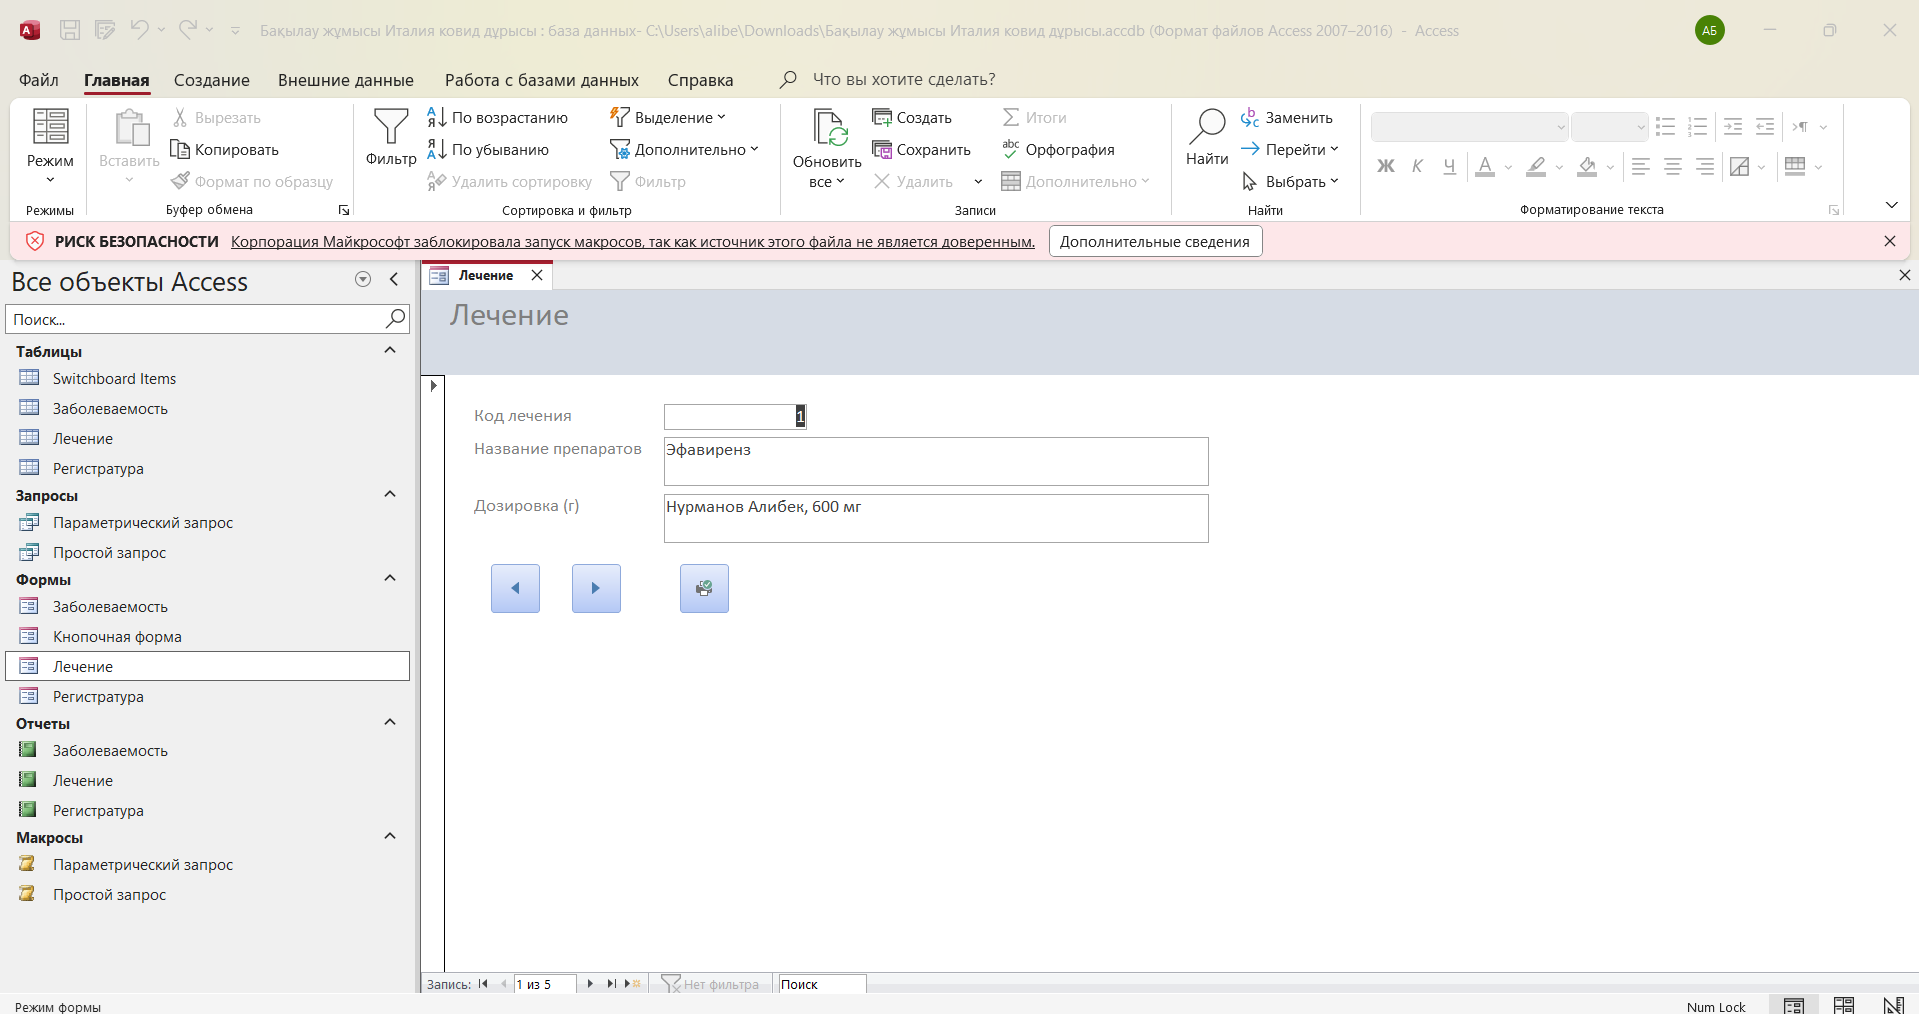 Бақылау жұмысы Италия ковид дұрысы : база данных- C:\Users\alibe\Downloads\Бақылау жұмысы Италия ковид дұрысы.accdb (Формат файлов Access 2007–2016) - Access
АБ
Файл Главная Создание Внешние данные Работа с базами данных Справка Что вы хотите сделать?
Режим
Режимы
Вставить
Вырезать
Копировать
Формат по образцу
Буфер обмена
Фильтр
По возрастанию
По убыванию
Удалить сортировку
Выделение
Дополнительно
Фильтр
Сортировка и фильтр
Обновить
все
Создать
Сохранить
Удалить
Итоги
Орфография
Дополнительно
Записи
Найти
Заменить
Перейти
Выбрать
Найти
Ж К Ч А
Форматирование текста
РИСК БЕЗОПАСНОСТИ Корпорация Майкрософт заблокировала запуск макросов, так как источник этого файла не является доверенным. Дополнительные сведения
Все объекты Access
Поиск...
Таблицы
Switchboard Items
Заболеваемость
Лечение
Регистратура
Запросы
Параметрический запрос
Простой запрос
Формы
Заболеваемость
Кнопочная форма
Лечение
Регистратура
Отчеты
Заболеваемость
Лечение
Регистратура
Макросы
Параметрический запрос
Простой запрос
Лечение
Лечение
Код лечения 1
Название препаратов Эфавиренз
Дозировка (г) Нурманов Алибек, 600 мг
Запись: 1 из 5 Нет фильтра Поиск
Режим формы
Num Lock